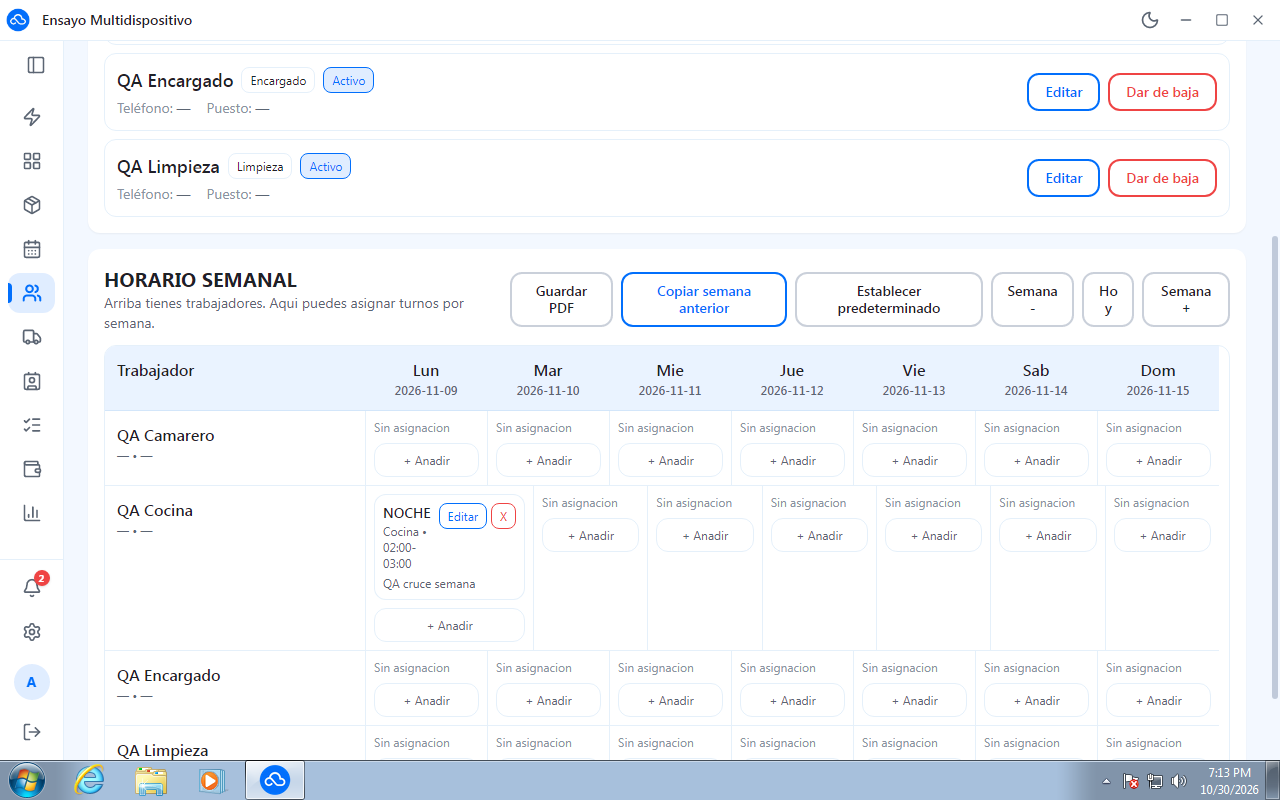 Ensayo Multidispositivo
QA Encargado Encargado Activo
Teléfono: — Puesto: —
Editar Dar de baja
QA Limpieza Limpieza Activo
Teléfono: — Puesto: —
Editar Dar de baja
HORARIO SEMANAL
Arriba tienes trabajadores. Aqui puedes asignar turnos por
semana.
Guardar
PDF
Copiar semana
anterior
Establecer
predeterminado
Semana
-
Ho
y
Semana
+
Trabajador Lun Mar Mie Jue Vie Sab Dom
2026-11-09 2026-11-10 2026-11-11 2026-11-12 2026-11-13 2026-11-14 2026-11-15
QA Camarero
— • —
Sin asignacion Sin asignacion Sin asignacion Sin asignacion Sin asignacion Sin asignacion Sin asignacion
+ Anadir + Anadir + Anadir + Anadir + Anadir + Anadir + Anadir
QA Cocina
— • —
NOCHE Editar X
Cocina •
02:00-
03:00
QA cruce semana
+ Anadir
Sin asignacion Sin asignacion Sin asignacion Sin asignacion Sin asignacion Sin asignacion
+ Anadir + Anadir + Anadir + Anadir + Anadir + Anadir
QA Encargado
— • —
Sin asignacion Sin asignacion Sin asignacion Sin asignacion Sin asignacion Sin asignacion Sin asignacion
+ Anadir + Anadir + Anadir + Anadir + Anadir + Anadir + Anadir
QA Limpieza
Sin asignacion Sin asignacion Sin asignacion Sin asignacion Sin asignacion Sin asignacion Sin asignacion
2
A
7:13 PM
10/30/2026